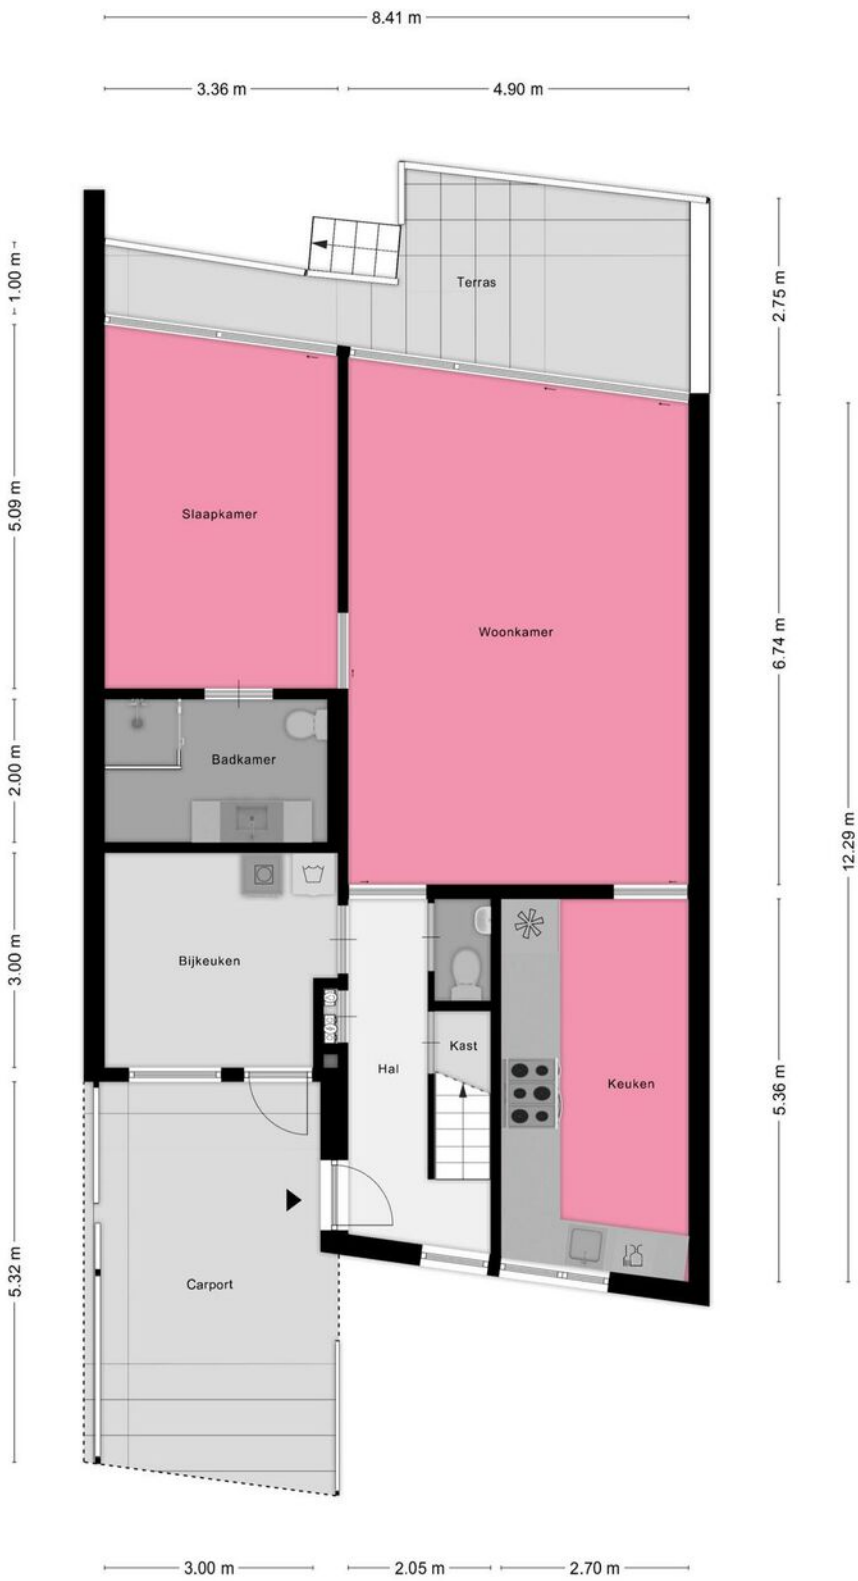 8.41 m
3.36 m
4.90 m
1.00 m
5.09 m
2.00 m
3.00 m
5.32 m
Terras
Slaapkamer
Woonkamer
Badkamer
Bijkeuken
Hal
Kast
Keuken
Carport
2.75 m
6.74 m
5.36 m
12.29 m
3.00 m
2.05 m
2.70 m